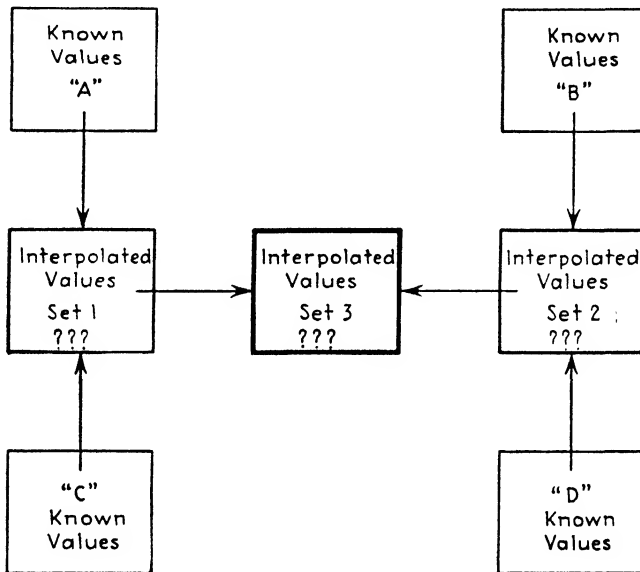 Known
Values
“A”
Known
Values
“B”
Interpolated
Values
Set 1
???
Interpolated
Values
Set 3
???
Interpolated
Values
Set 2
???
“C”
Known
Values
“D”
Known
Values